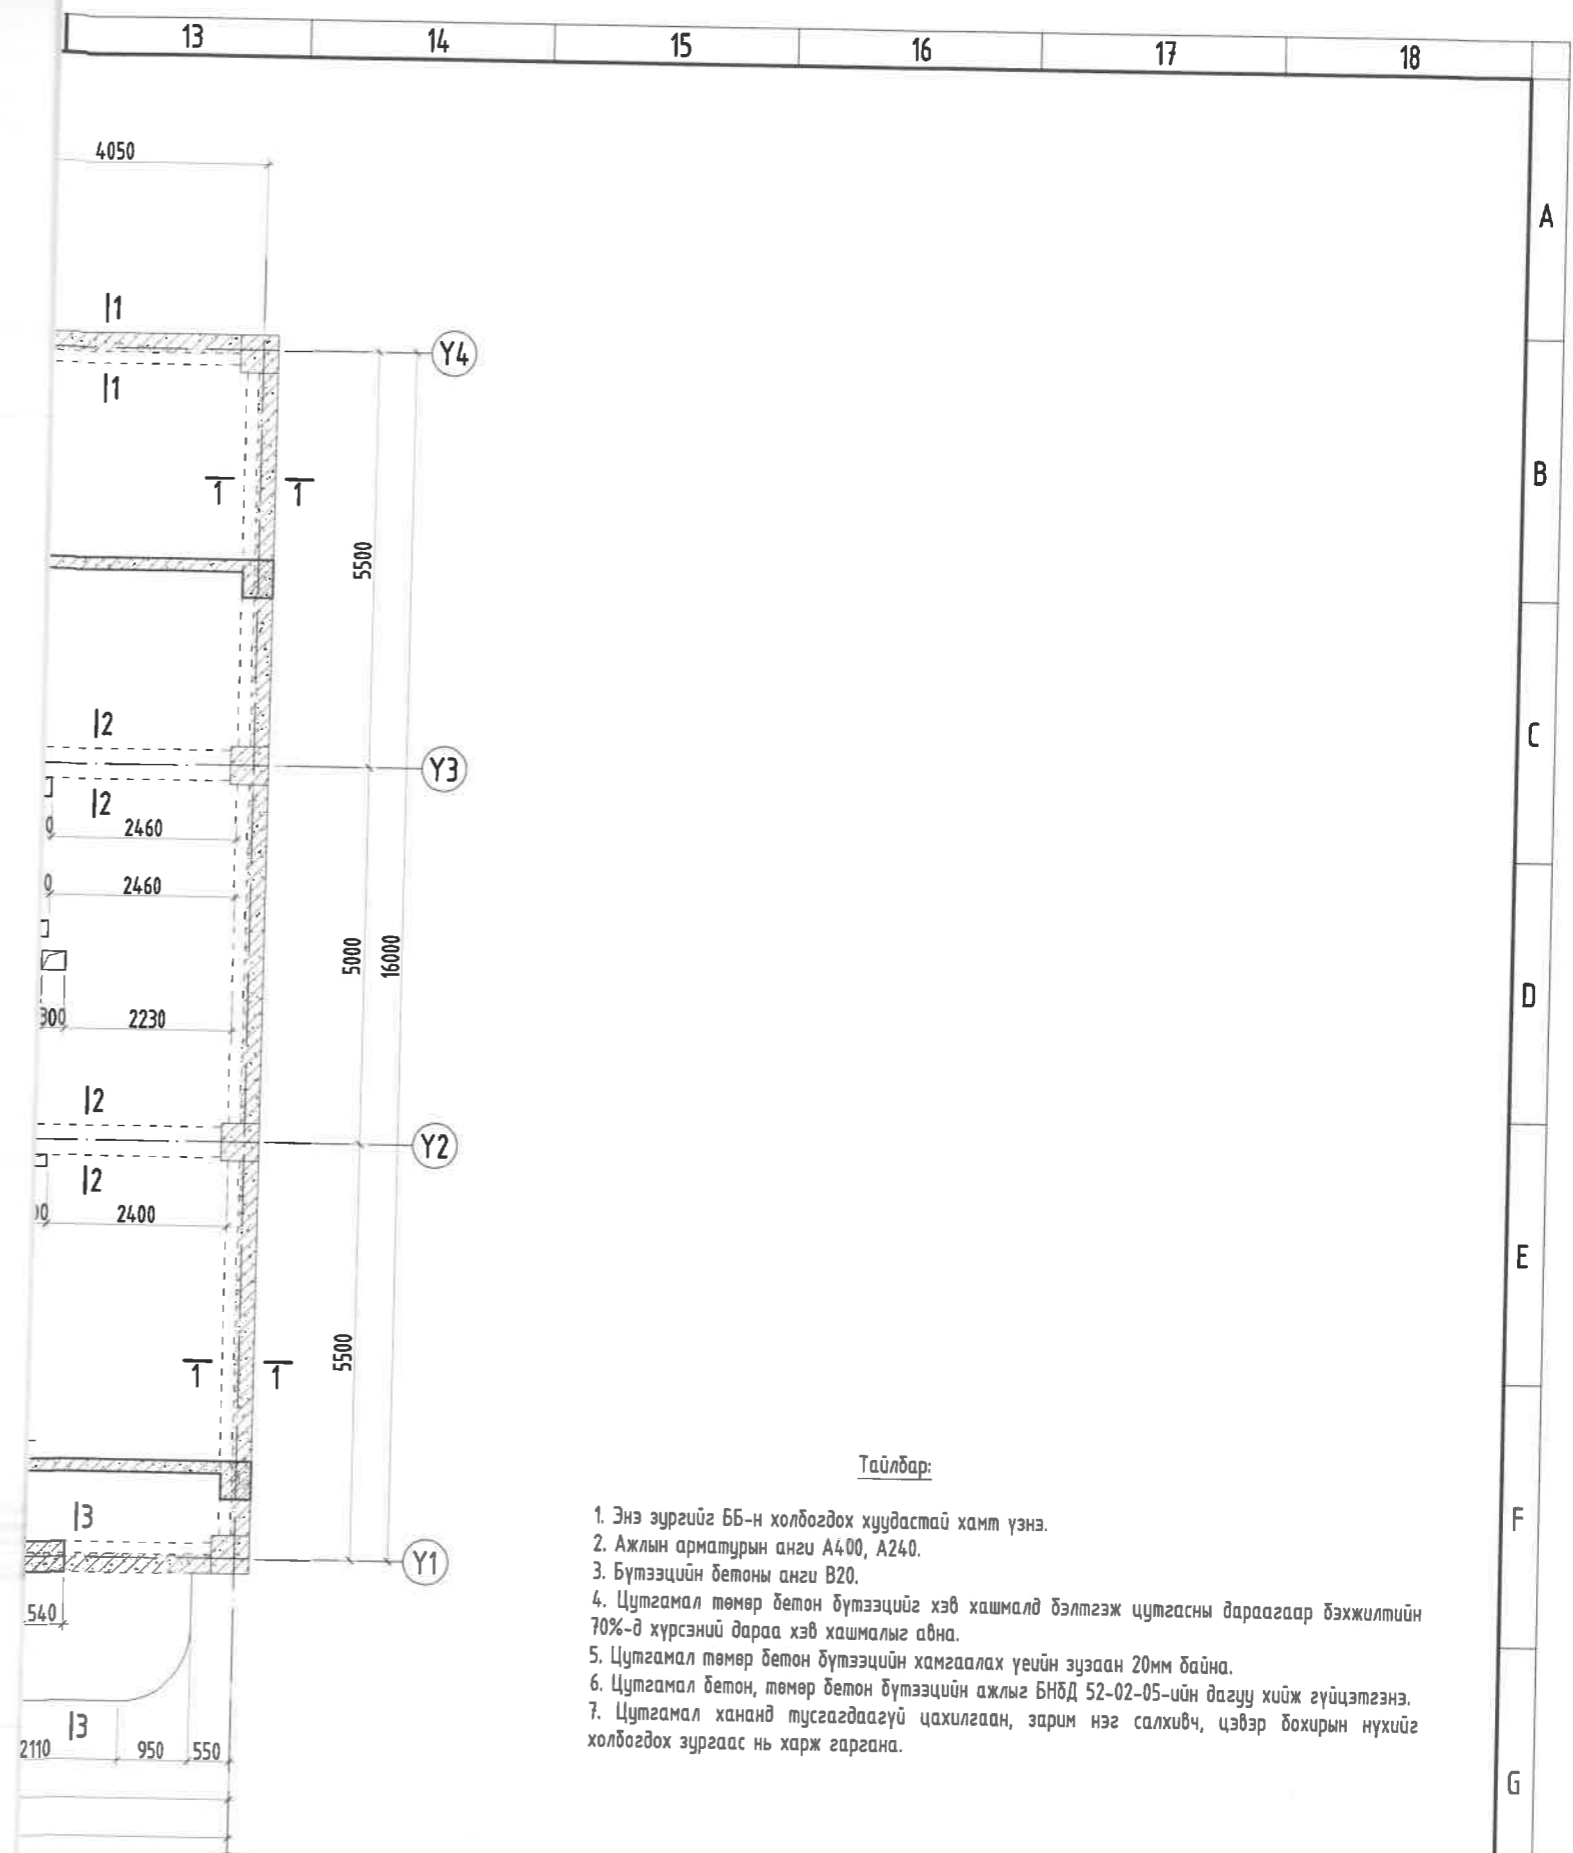 13 14 15 16 17 18
4050
A
1
Y4
1
B
1 1
5500
C
2
Y3
2
0 2460
0 2460
5000 16000
D
300 2230
2
Y2
2
2400
E
5500
1 1
Тайлбар:
3
1. Энэ зургийг ББ-н холбогдох хуудастай хамт үзнэ.
F
2. Ажлын арматурын анги А400, А240.
Y1
3. Бүтээцийн бетоны анги В20.
540
4. Цутгамал төмөр бетон бүтээцийг хэв хашмалд бэлтгэж цутгасны дараагаар бэхжилтийн
70%-д хүрсэний дараа хэв хашмалыг авна.
5. Цутгамал төмөр бетон бүтээцийн хамгаалах үеийн зузаан 20мм байна.
6. Цутгамал бетон, төмөр бетон бүтээцийн ажлыг БНбД 52-02-05-ийн дагуу хийж гүйцэтгэнэ.
3
7. Цутгамал хананд тусгагдаагүй цахилгаан, зарим нэг салхивч, цэвэр бохирын нүхийг
2110 950 550
холбогдох зургаас нь харж гаргана.
G